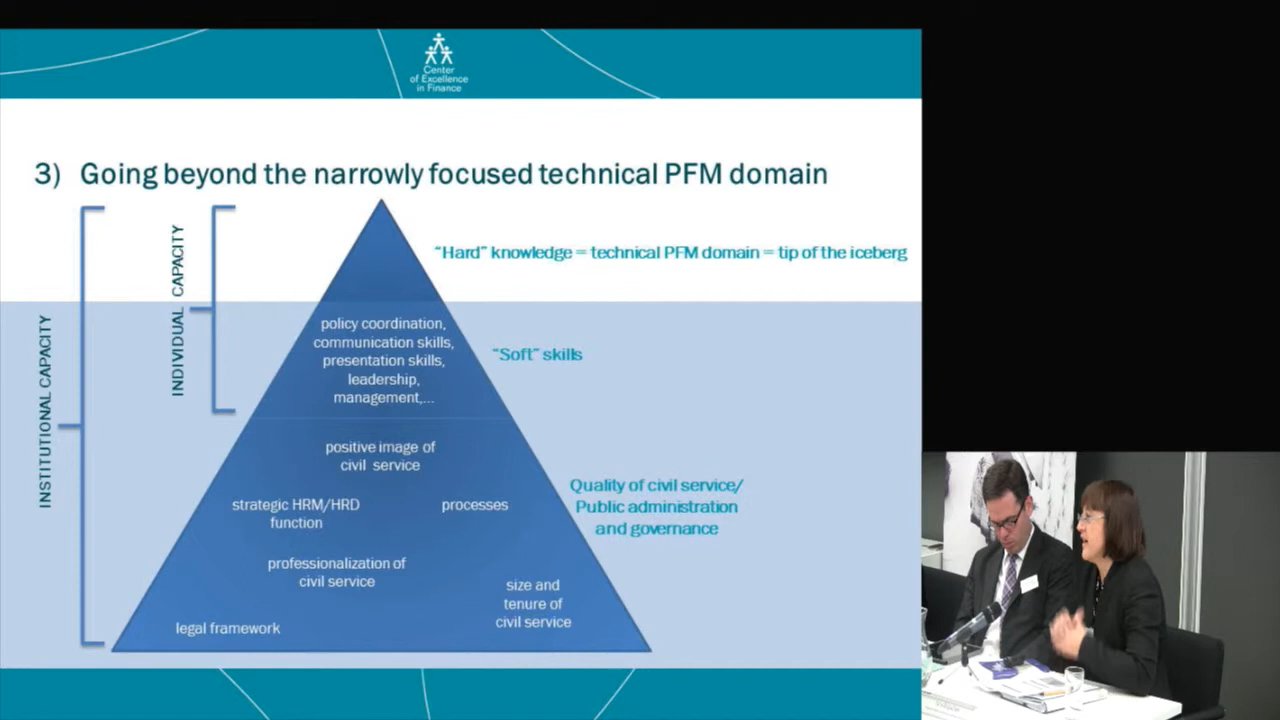 Center
of Excellence
in Finance
3) Going beyond the narrowly focused technical PFM domain
INSTITUTIONAL CAPACITY
INDIVIDUAL CAPACITY
"Hard" knowledge = technical PFM domain = tip of the iceberg
policy coordination,
communication skills,
presentation skills,
leadership,
management,...
"Soft" skills
positive image of
civil service
strategic HRM/HRD
function
processes
Quality of civil service/
Public administration
and governance
professionalization of
civil service
size and
tenure of
civil service
legal framework